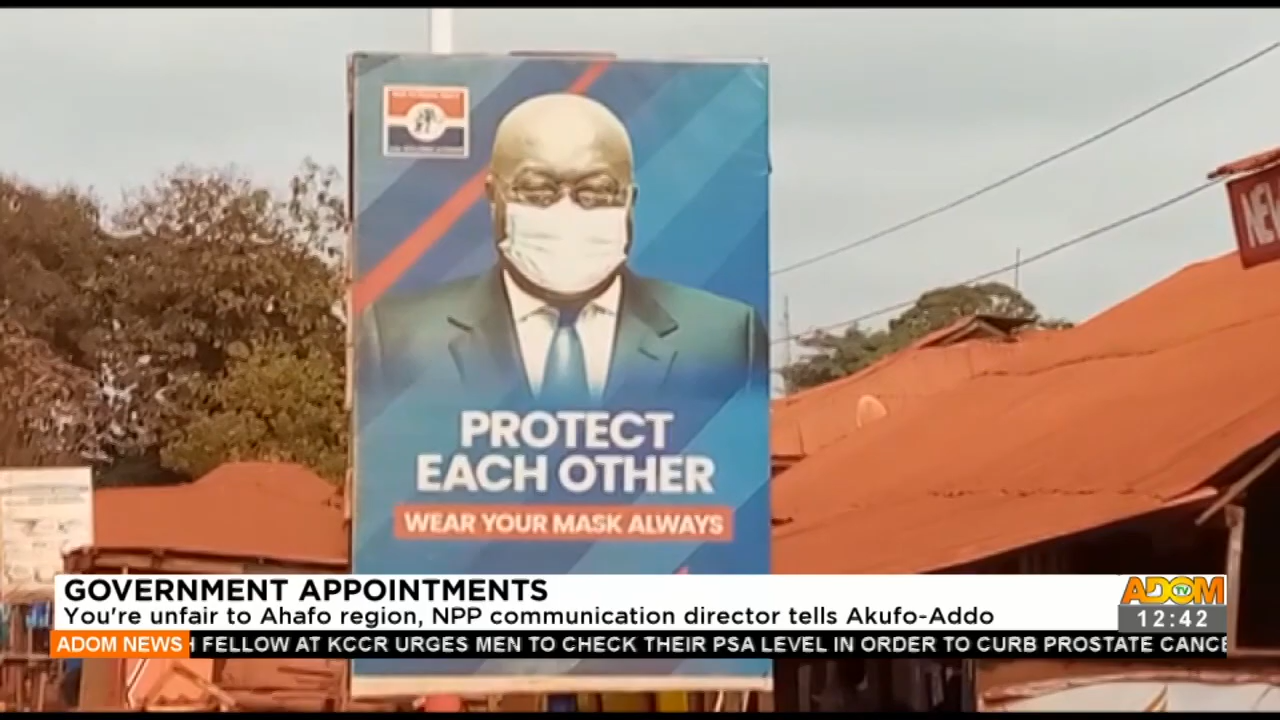 PROTECT
EACH OTHER
WEAR YOUR MASK ALWAYS
GOVERNMENT APPOINTMENTS
You're unfair to Ahafo region, NPP communication director tells Akufo-Addo
ADOM TV
12:42
ADOM NEWS
FELLOW AT KCCR URGES MEN TO CHECK THEIR PSA LEVEL IN ORDER TO CURB PROSTATE